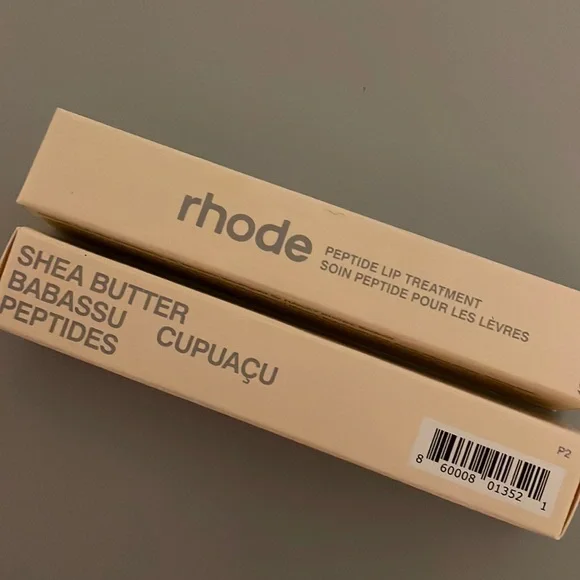 rhode
PEPTIDE LIP TREATMENT
SOIN PEPTIDE POUR LES LÈVRES
SHEA BUTTER
BABASSU
CUPUAÇU
PEPTIDES
P2
8 60008 01352 1